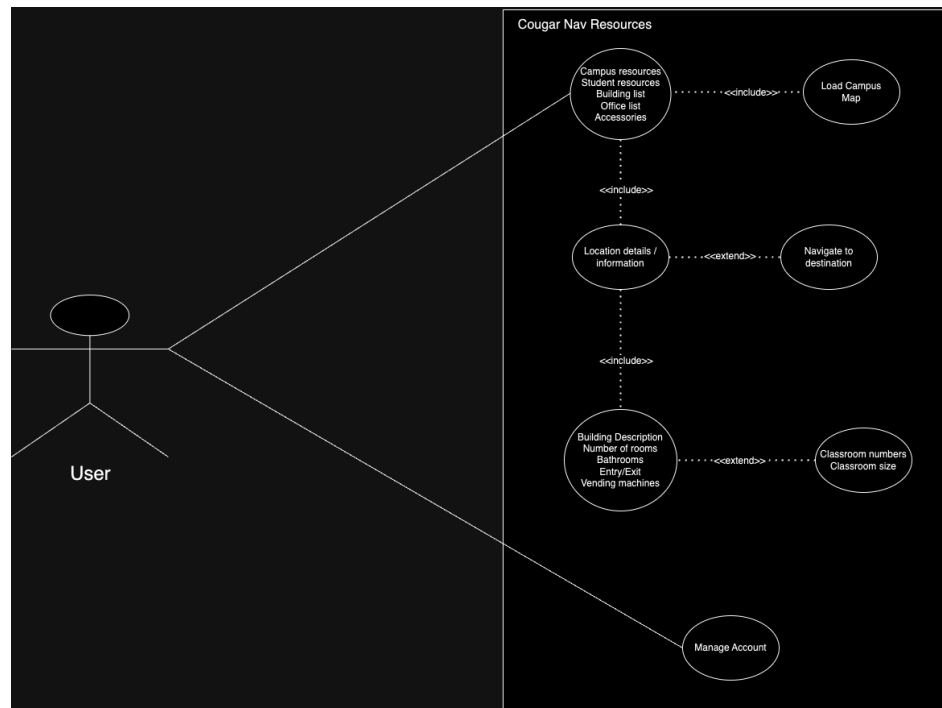 Cougar Nav Resources
Campus resources
Student resources
Building list
Office list
Accessories
<<include>>
Load Campus
Map
<<include>>
Location details /
information
<<extend>>
Navigate to
destination
<<include>>
Building Description
Number of rooms
Bathrooms
Entry/Exit
Vending machines
<<extend>>
Classroom numbers
Classroom size
User
Manage Account